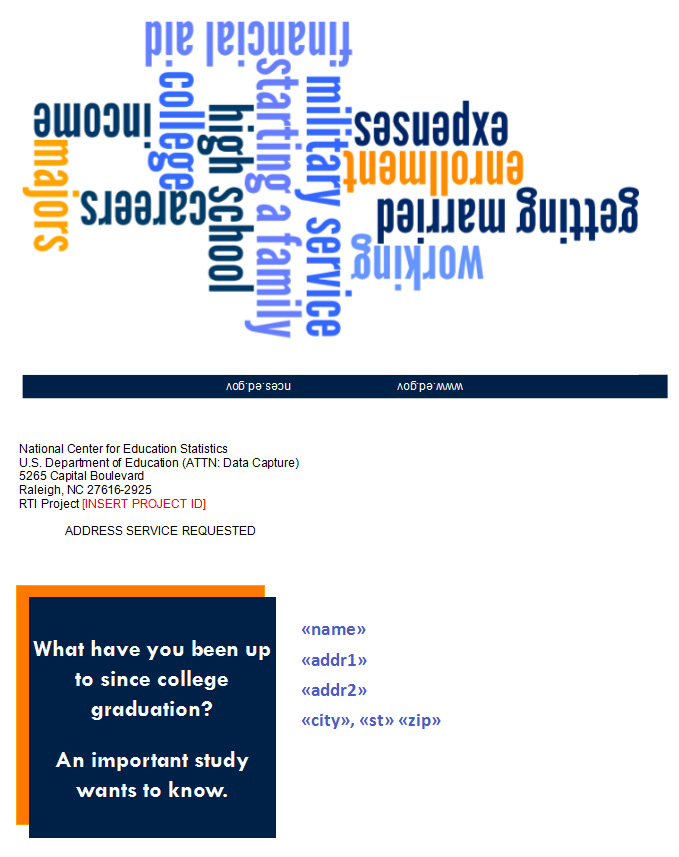 financial aid
income
college
starting a family
military service
high school
expenses
majors
enrollment
careers
getting married
working
nces.ed.gov
www.ed.gov
National Center for Education Statistics
U.S. Department of Education (ATTN: Data Capture)
5265 Capital Boulevard
Raleigh, NC 27616-2925
RTI Project [INSERT PROJECT ID]
ADDRESS SERVICE REQUESTED
What have you been up
to since college
graduation?
An important study
wants to know.
«name»
«addr1»
«addr2»
«city», «st» «zip»